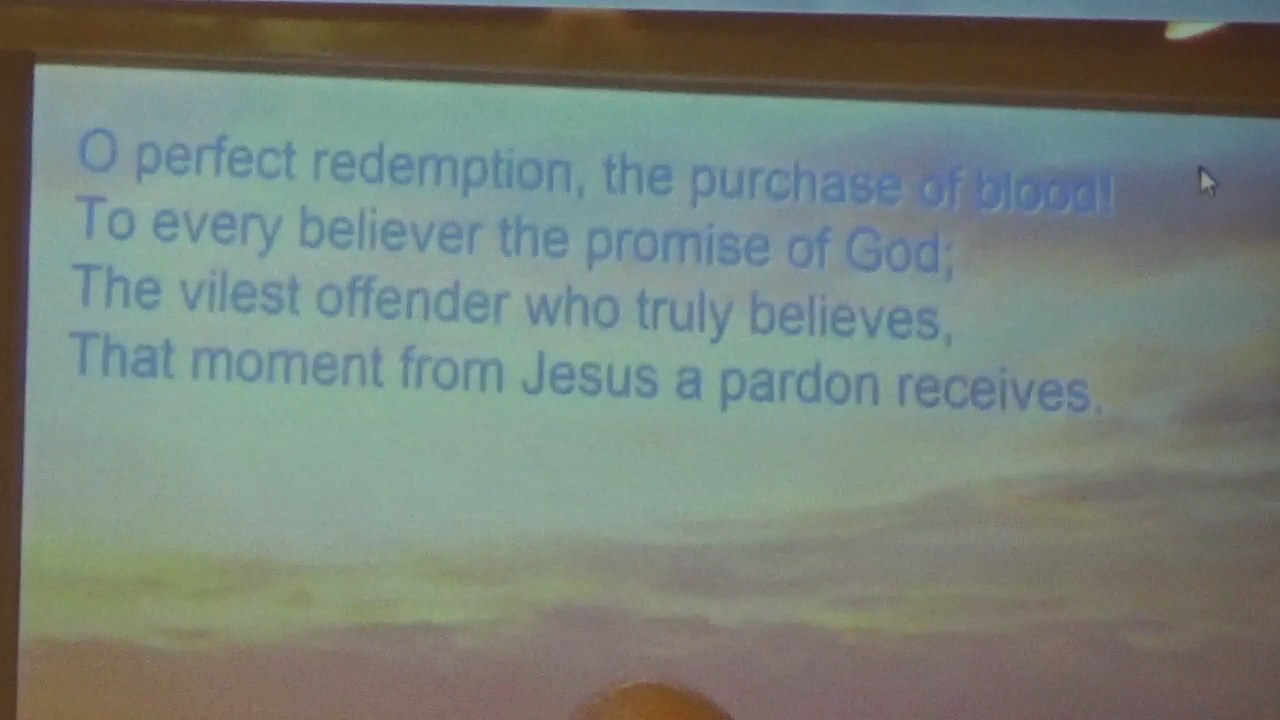 O perfect redemption, the purchase of blood!
To every believer the promise of God;
The vilest offender who truly believes,
That moment from Jesus a pardon receives.